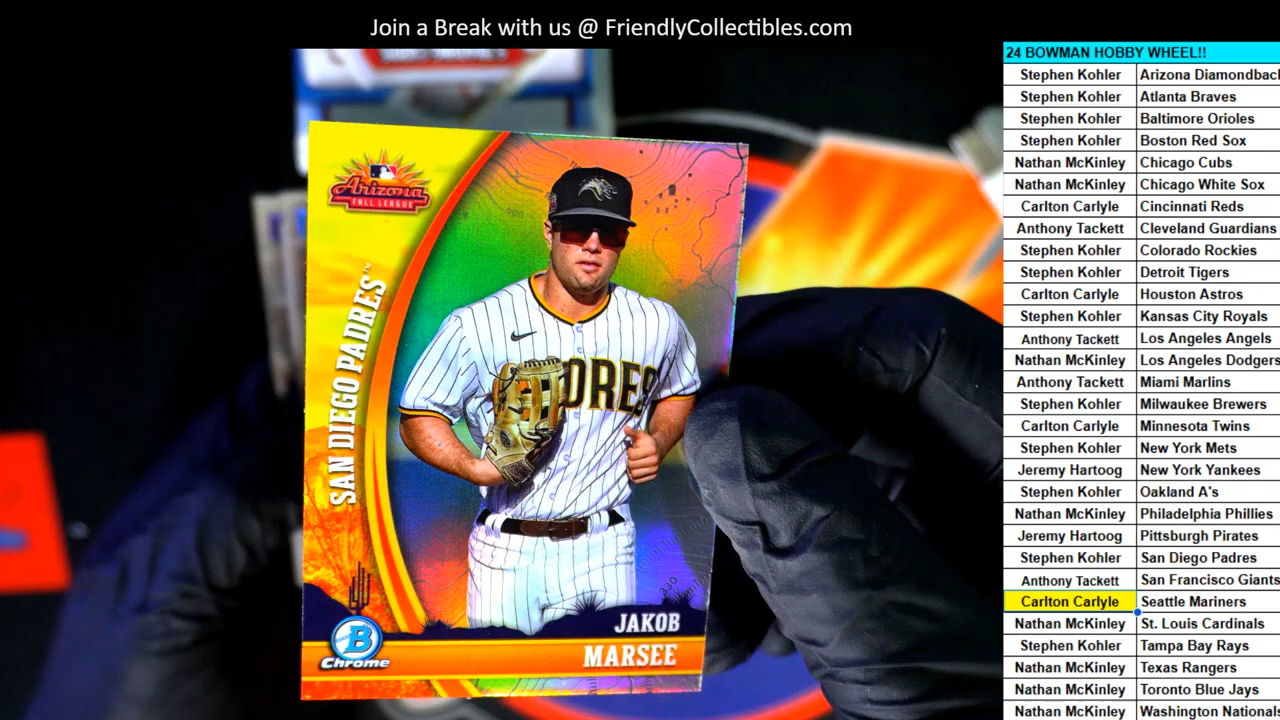 Join a Break with us @ FriendlyCollectibles.com
24 BOWMAN HOBBY WHEEL!!
Stephen Kohler Arizona Diamondbac
Stephen Kohler Atlanta Braves
Stephen Kohler Baltimore Orioles
Stephen Kohler Boston Red Sox
Nathan McKinley Chicago Cubs
Nathan McKinley Chicago White Sox
Carlton Carlyle Cincinnati Reds
Anthony Tackett Cleveland Guardians
Stephen Kohler Colorado Rockies
Stephen Kohler Detroit Tigers
Carlton Carlyle Houston Astros
Stephen Kohler Kansas City Royals
Anthony Tackett Los Angeles Angels
Nathan McKinley Los Angeles Dodgers
Anthony Tackett Miami Marlins
Stephen Kohler Milwaukee Brewers
Carlton Carlyle Minnesota Twins
Stephen Kohler New York Mets
Jeremy Hartoog New York Yankees
Stephen Kohler Oakland A's
Nathan McKinley Philadelphia Phillies
Jeremy Hartoog Pittsburgh Pirates
Stephen Kohler San Diego Padres
Anthony Tackett San Francisco Giants
Carlton Carlyle Seattle Mariners
Nathan McKinley St. Louis Cardinals
Stephen Kohler Tampa Bay Rays
Nathan McKinley Texas Rangers
Nathan McKinley Toronto Blue Jays
Nathan McKinley Washington Nationals
Arizona
FALL LEAGUE
SAN DIEGO PADRES™
DRES
B
Chrome
JAKOB
MARSEE